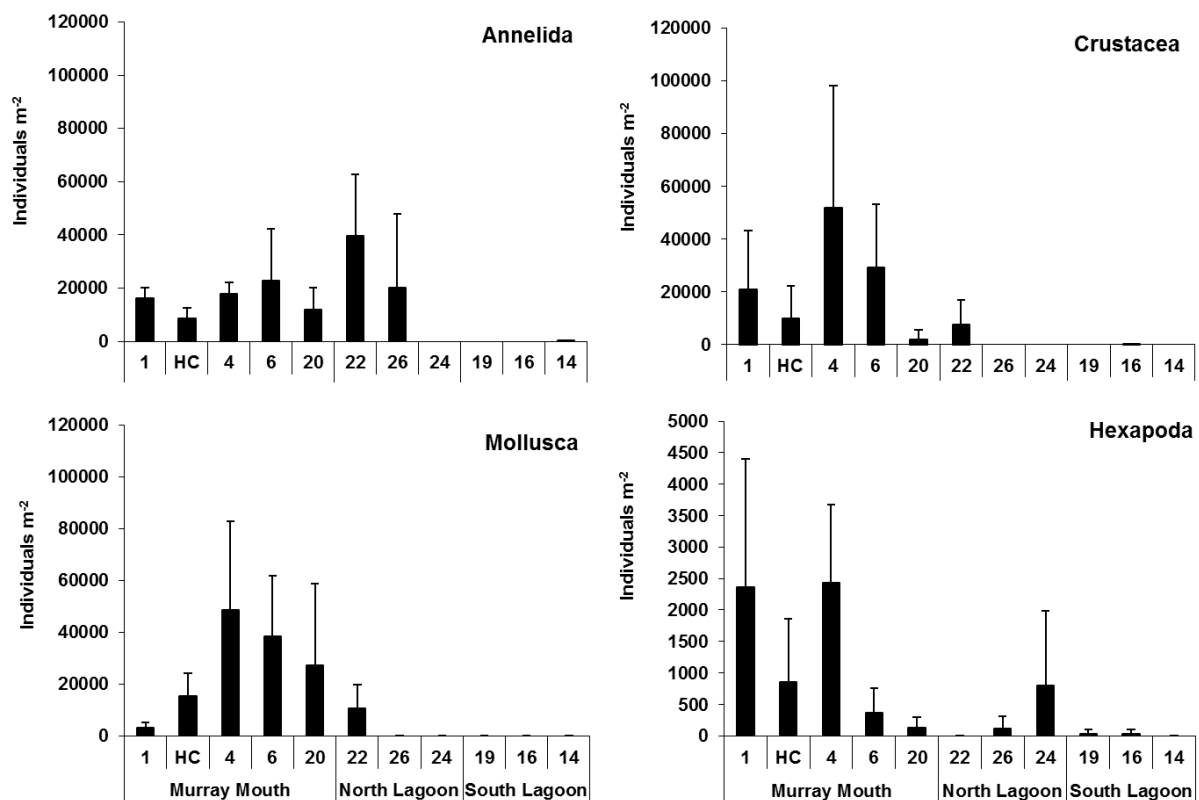 Annelida
Individuals m-2
120000
100000
80000
60000
40000
20000
0
1 HC 4 6 20 22 26 24 19 16 14
Crustacea
Individuals m-2
120000
100000
80000
60000
40000
20000
0
1 HC 4 6 20 22 26 24 19 16 14
Mollusca
Individuals m-2
120000
100000
80000
60000
40000
20000
0
1 HC 4 6 20 22 26 24 19 16 14
Murray Mouth North Lagoon South Lagoon
Hexapoda
Individuals m-2
5000
4500
4000
3500
3000
2500
2000
1500
1000
500
0
1 HC 4 6 20 22 26 24 19 16 14
Murray Mouth North Lagoon South Lagoon